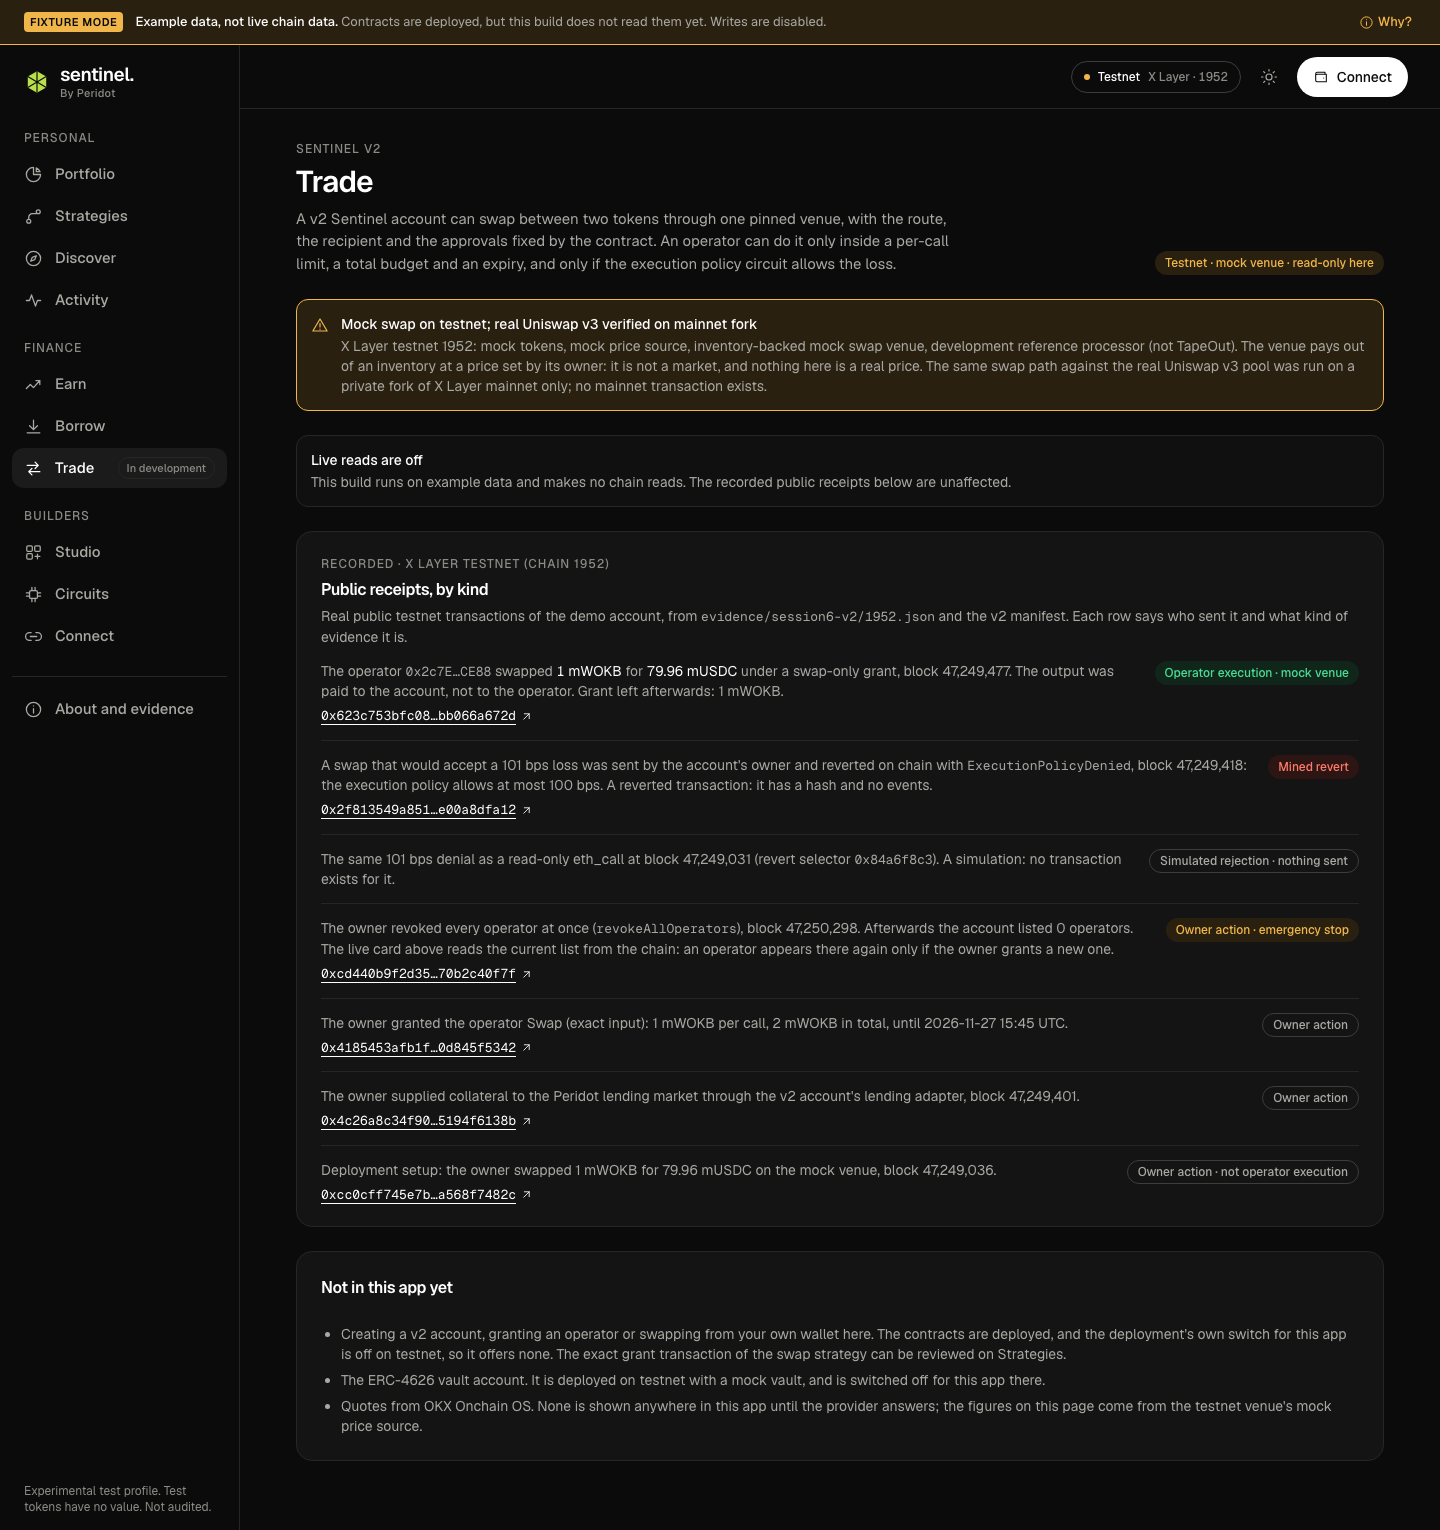 FIXTURE MODE Example data, not live chain data. Contracts are deployed, but this build does not read them yet. Writes are disabled. Why?
sentinel.
By Peridot
Testnet X Layer · 1952
Connect
PERSONAL
Portfolio
Strategies
Discover
Activity
FINANCE
Earn
Borrow
Trade In development
BUILDERS
Studio
Circuits
Connect
About and evidence
Experimental test profile. Test
tokens have no value. Not audited.
SENTINEL V2
Trade
A v2 Sentinel account can swap between two tokens through one pinned venue, with the route,
the recipient and the approvals fixed by the contract. An operator can do it only inside a per-call
limit, a total budget and an expiry, and only if the execution policy circuit allows the loss.
Testnet · mock venue · read-only here
Mock swap on testnet; real Uniswap v3 verified on mainnet fork
X Layer testnet 1952: mock tokens, mock price source, inventory-backed mock swap venue, development reference processor (not TapeOut). The venue pays out
of an inventory at a price set by its owner: it is not a market, and nothing here is a real price. The same swap path against the real Uniswap v3 pool was run on a
private fork of X Layer mainnet only; no mainnet transaction exists.
Live reads are off
This build runs on example data and makes no chain reads. The recorded public receipts below are unaffected.
RECORDED · X LAYER TESTNET (CHAIN 1952)
Public receipts, by kind
Real public testnet transactions of the demo account, from evidence/session6-v2/1952.json and the v2 manifest. Each row says who sent it and what kind of
evidence it is.
The operator 0x2c7E…CE88 swapped 1 mWOKB for 79.96 mUSDC under a swap-only grant, block 47,249,477. The output was
paid to the account, not to the operator. Grant left afterwards: 1 mWOKB.
Operator execution · mock venue
0x623c753bfc08…bb066a672d
A swap that would accept a 101 bps loss was sent by the account's owner and reverted on chain with ExecutionPolicyDenied, block 47,249,418:
the execution policy allows at most 100 bps. A reverted transaction: it has a hash and no events.
Mined revert
0x2f813549a851…e00a8dfa12
The same 101 bps denial as a read-only eth_call at block 47,249,031 (revert selector 0x84a6f8c3). A simulation: no transaction
exists for it.
Simulated rejection · nothing sent
The owner revoked every operator at once (revokeAllOperators), block 47,250,298. Afterwards the account listed 0 operators.
The live card above reads the current list from the chain: an operator appears there again only if the owner grants a new one.
Owner action · emergency stop
0xcd440b9f2d35…70b2c40f7f
The owner granted the operator Swap (exact input): 1 mWOKB per call, 2 mWOKB in total, until 2026-11-27 15:45 UTC.
Owner action
0x4185453afb1f…0d845f5342
The owner supplied collateral to the Peridot lending market through the v2 account's lending adapter, block 47,249,401.
Owner action
0x4c26a8c34f90…5194f6138b
Deployment setup: the owner swapped 1 mWOKB for 79.96 mUSDC on the mock venue, block 47,249,036.
Owner action · not operator execution
0xcc0cff745e7b…a568f7482c
Not in this app yet
Creating a v2 account, granting an operator or swapping from your own wallet here. The contracts are deployed, and the deployment's own switch for this app
is off on testnet, so it offers none. The exact grant transaction of the swap strategy can be reviewed on Strategies.
The ERC-4626 vault account. It is deployed on testnet with a mock vault, and is switched off for this app there.
Quotes from OKX Onchain OS. None is shown anywhere in this app until the provider answers; the figures on this page come from the testnet venue's mock
price source.